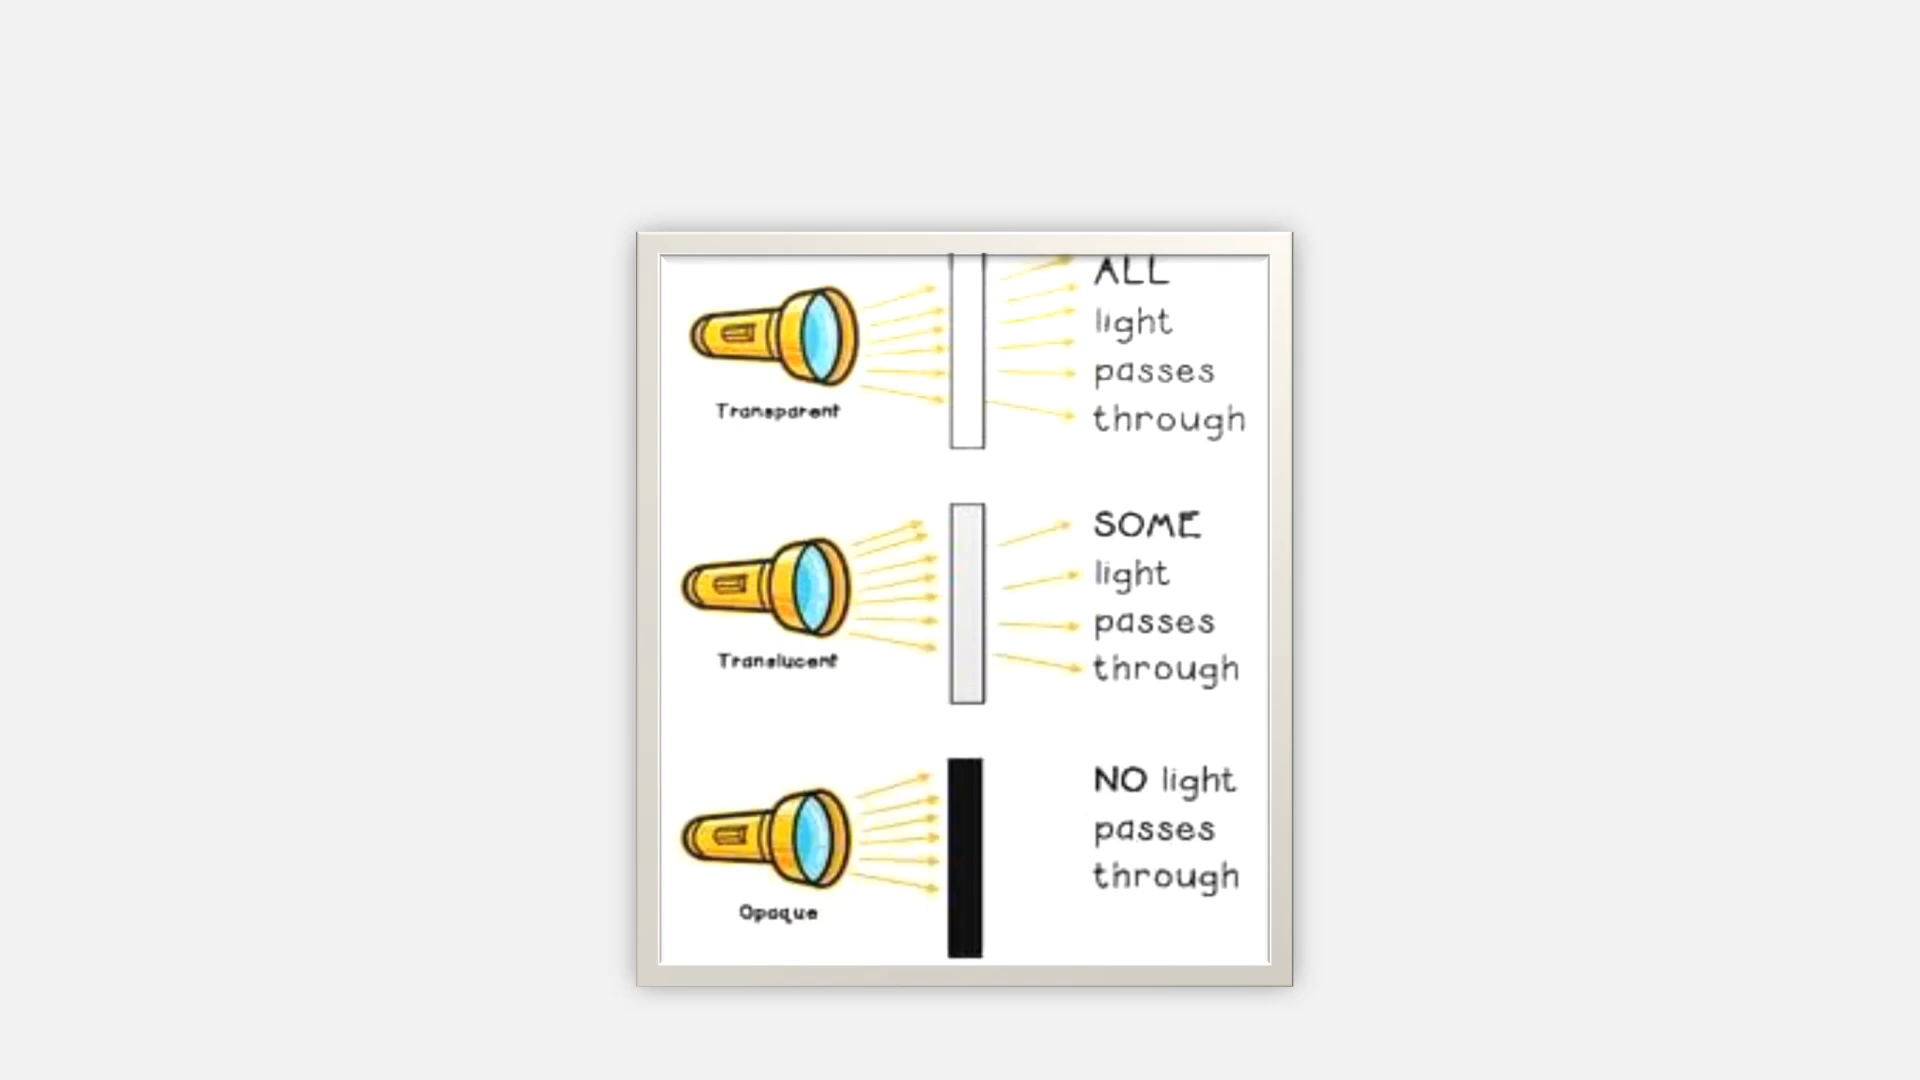 ALL
light
passes
through
Transparent
SOME
light
passes
through
Translucent
NO light
passes
through
Opaque